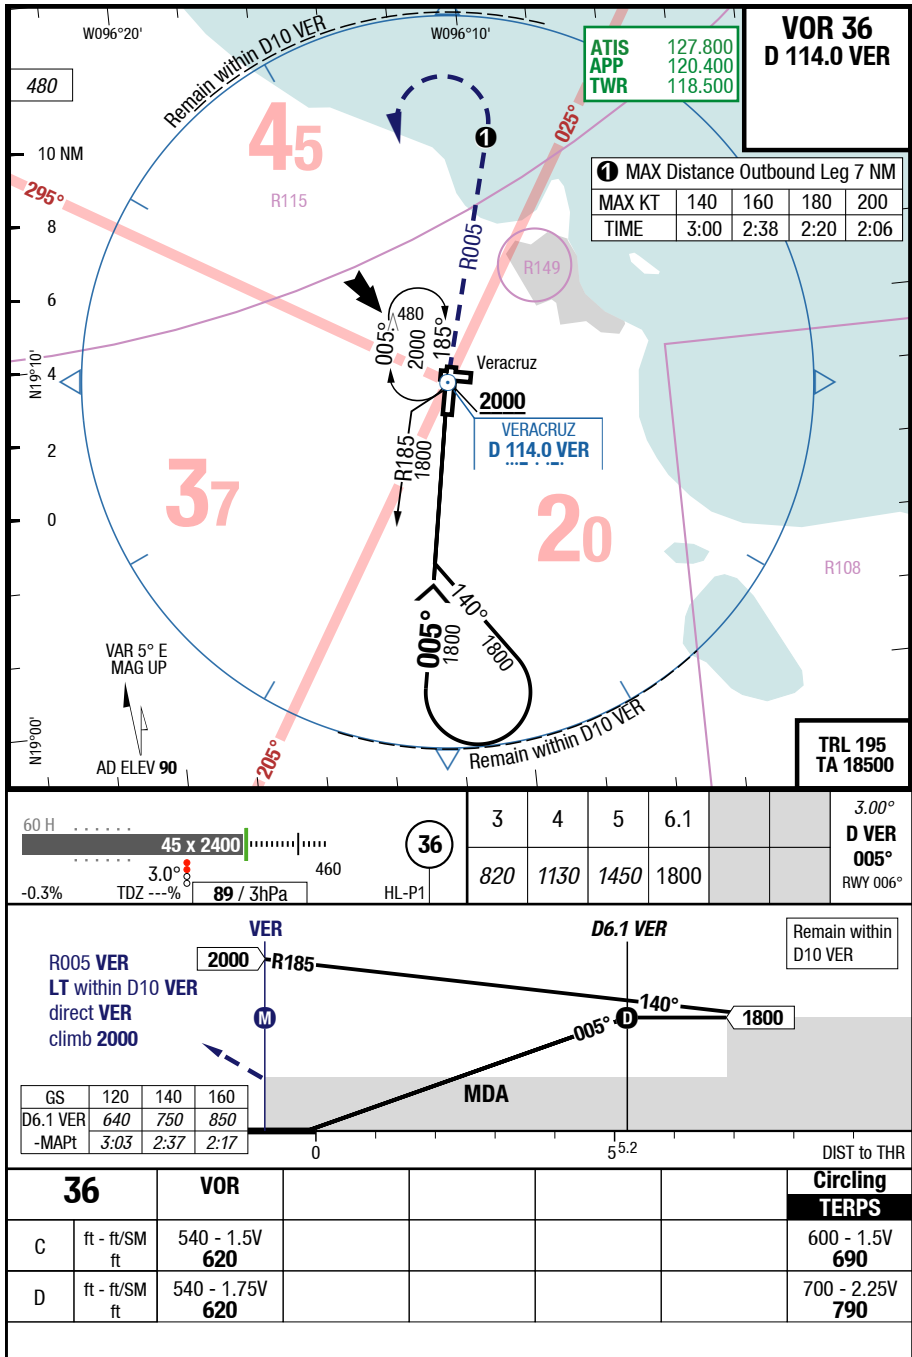 W096°20'
W096°10'
VOR 36
D 114.0 VER
ATIS 127.800
APP 120.400
TWR 118.500
480
Remain within D10 VER
45
025°
1
10 NM
295°
R115
1 MAX Distance Outbound Leg 7 NM
MAX KT 140 160 180 200
TIME 3:00 2:38 2:20 2:06
8
R005
R149
6
480
005°
2000
185°
N19°10'
4
Veracruz
2000
VERACRUZ
D 114.0 VER
2
R185
1800
37
20
0
R108
140°
1800
005°
1800
VAR 5° E
MAG UP
N19°00'
AD ELEV 90
205°
Remain within D10 VER
TRL 195
TA 18500
60 H
45 x 2400
460
3.0°
-0.3%
TDZ ---%
89 / 3hPa
HL-P1
36
3 4 5 6.1
820 1130 1450 1800
3.00°
D VER
005°
RWY 006°
VER
D6.1 VER
Remain within
D10 VER
R005 VER
LT within D10 VER
direct VER
climb 2000
2000
R185
M
140°
005°
D
1800
MDA
GS 120 140 160
D6.1 VER 640 750 850
-MAPt 3:03 2:37 2:17
0
5
5.2
DIST to THR
36 VOR Circling
TERPS
C ft - ft/SM 540 - 1.5V 600 - 1.5V
ft 620 690
D ft - ft/SM 540 - 1.75V 700 - 2.25V
ft 620 790